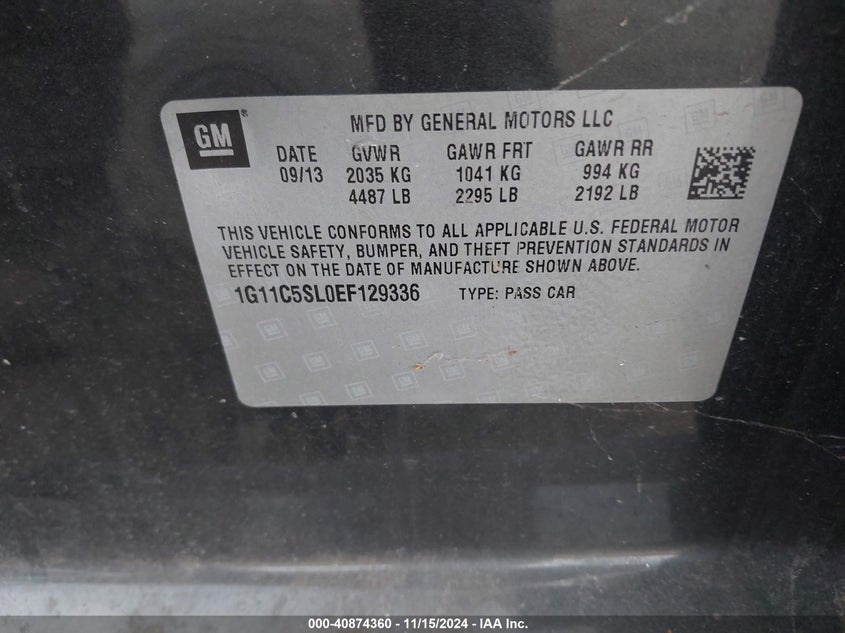 GM ®
MFD BY GENERAL MOTORS LLC
DATE GVWR GAWR FRT GAWR RR
09/13 2035 KG 1041 KG 994 KG
4487 LB 2295 LB 2192 LB
THIS VEHICLE CONFORMS TO ALL APPLICABLE U.S. FEDERAL MOTOR
VEHICLE SAFETY, BUMPER, AND THEFT PREVENTION STANDARDS IN
EFFECT ON THE DATE OF MANUFACTURE SHOWN ABOVE.
1G11C5SL0EF129336 TYPE: PASS CAR
000-40874360 - 11/15/2024 - IAA Inc.